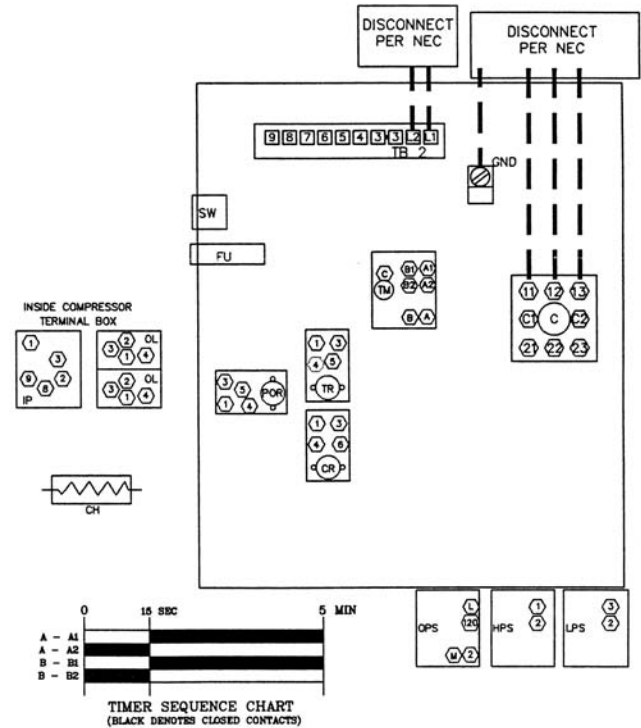 DISCONNECT
PER NEC
DISCONNECT
PER NEC
9 8 7 6 5 4 3 3 L2 L1
TB 2
GND
SW
FU
C B1 A1
TM B2 A2
B A
11 12 13
C1 C C2
21 22 23
INSIDE COMPRESSOR
TERMINAL BOX
1
3
9 8 2
IP
2 OL
3 1 4
2 OL
3 1 4
3 5 POR
1 4
1 3
4 5
TR
1 3
4 6
CR
CH
L
OPS 120
M 2
1
HPS 2
3
LPS 2
0 15 SEC 5 MIN
A - A1
A - A2
B - B1
B - B2
TIMER SEQUENCE CHART
(BLACK DENOTES CLOSED CONTACTS)